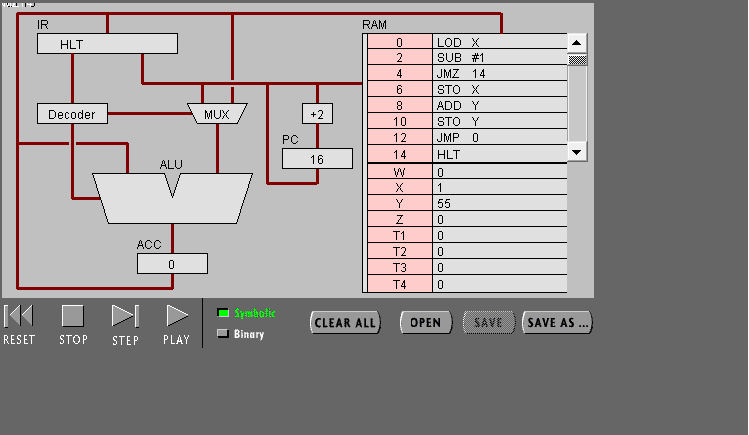 IR
RAM
HLT
0 LOD X
2 SUB #1
4 JMZ 14
6 STO X
8 ADD Y
10 STO Y
12 JMP 0
14 HLT
W 0
X 1
Y 55
Z 0
T1 0
T2 0
T3 0
T4 0
Decoder
MUX
+2
PC
16
ALU
ACC
0
RESET
STOP
STEP
PLAY
Symbolic
Binary
CLEAR ALL
OPEN
SAVE
SAVE AS ...